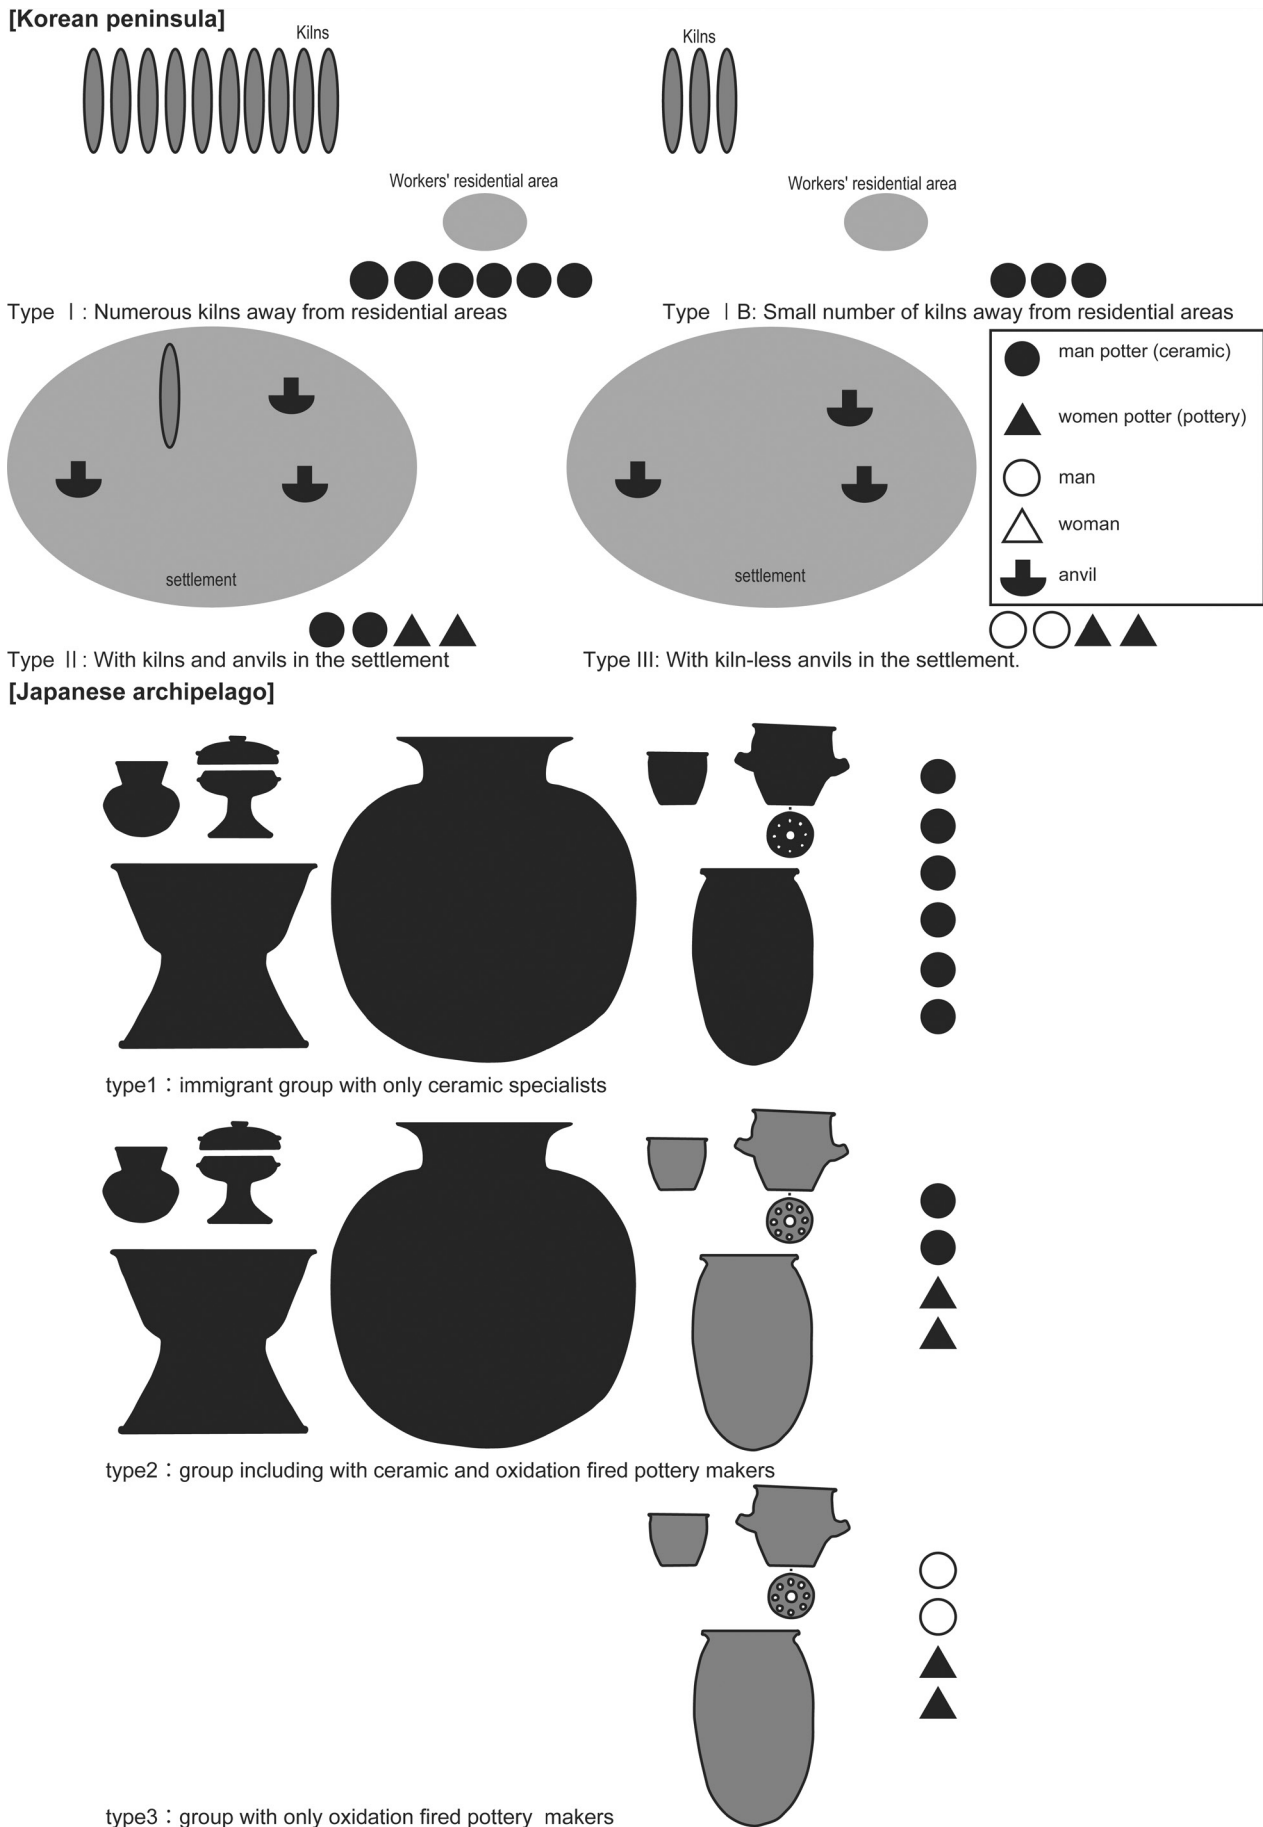 [Korean peninsula]
Kilns
Kilns
Workers' residential area
Workers' residential area
Type Ⅰ: Numerous kilns away from residential areas
Type Ⅰ B: Small number of kilns away from residential areas
man potter (ceramic)
women potter (pottery)
man
woman
anvil
settlement
settlement
Type Ⅱ: With kilns and anvils in the settlement
Type III: With kiln-less anvils in the settlement.
[Japanese archipelago]
type1：immigrant group with only ceramic specialists
type2：group including with ceramic and oxidation fired pottery makers
type3：group with only oxidation fired pottery makers